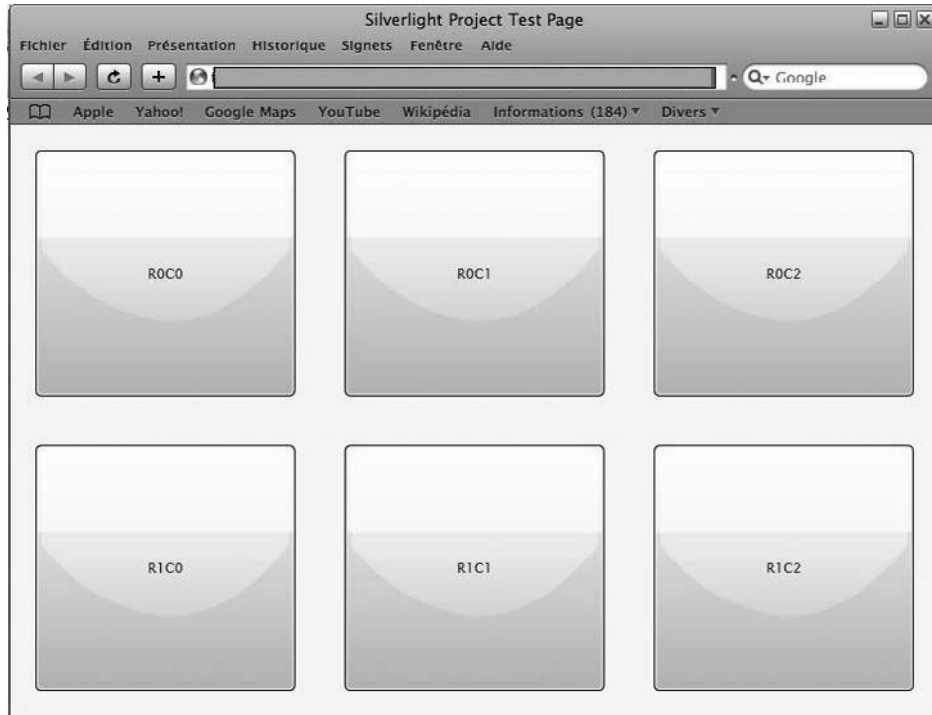 Silverlight Project Test Page
Fichier Édition Présentation Historique Signets Fenêtre Aide
Google
Apple Yahoo! Google Maps YouTube Wikipédia Informations (184) Divers
R0C0 R0C1 R0C2
R1C0 R1C1 R1C2